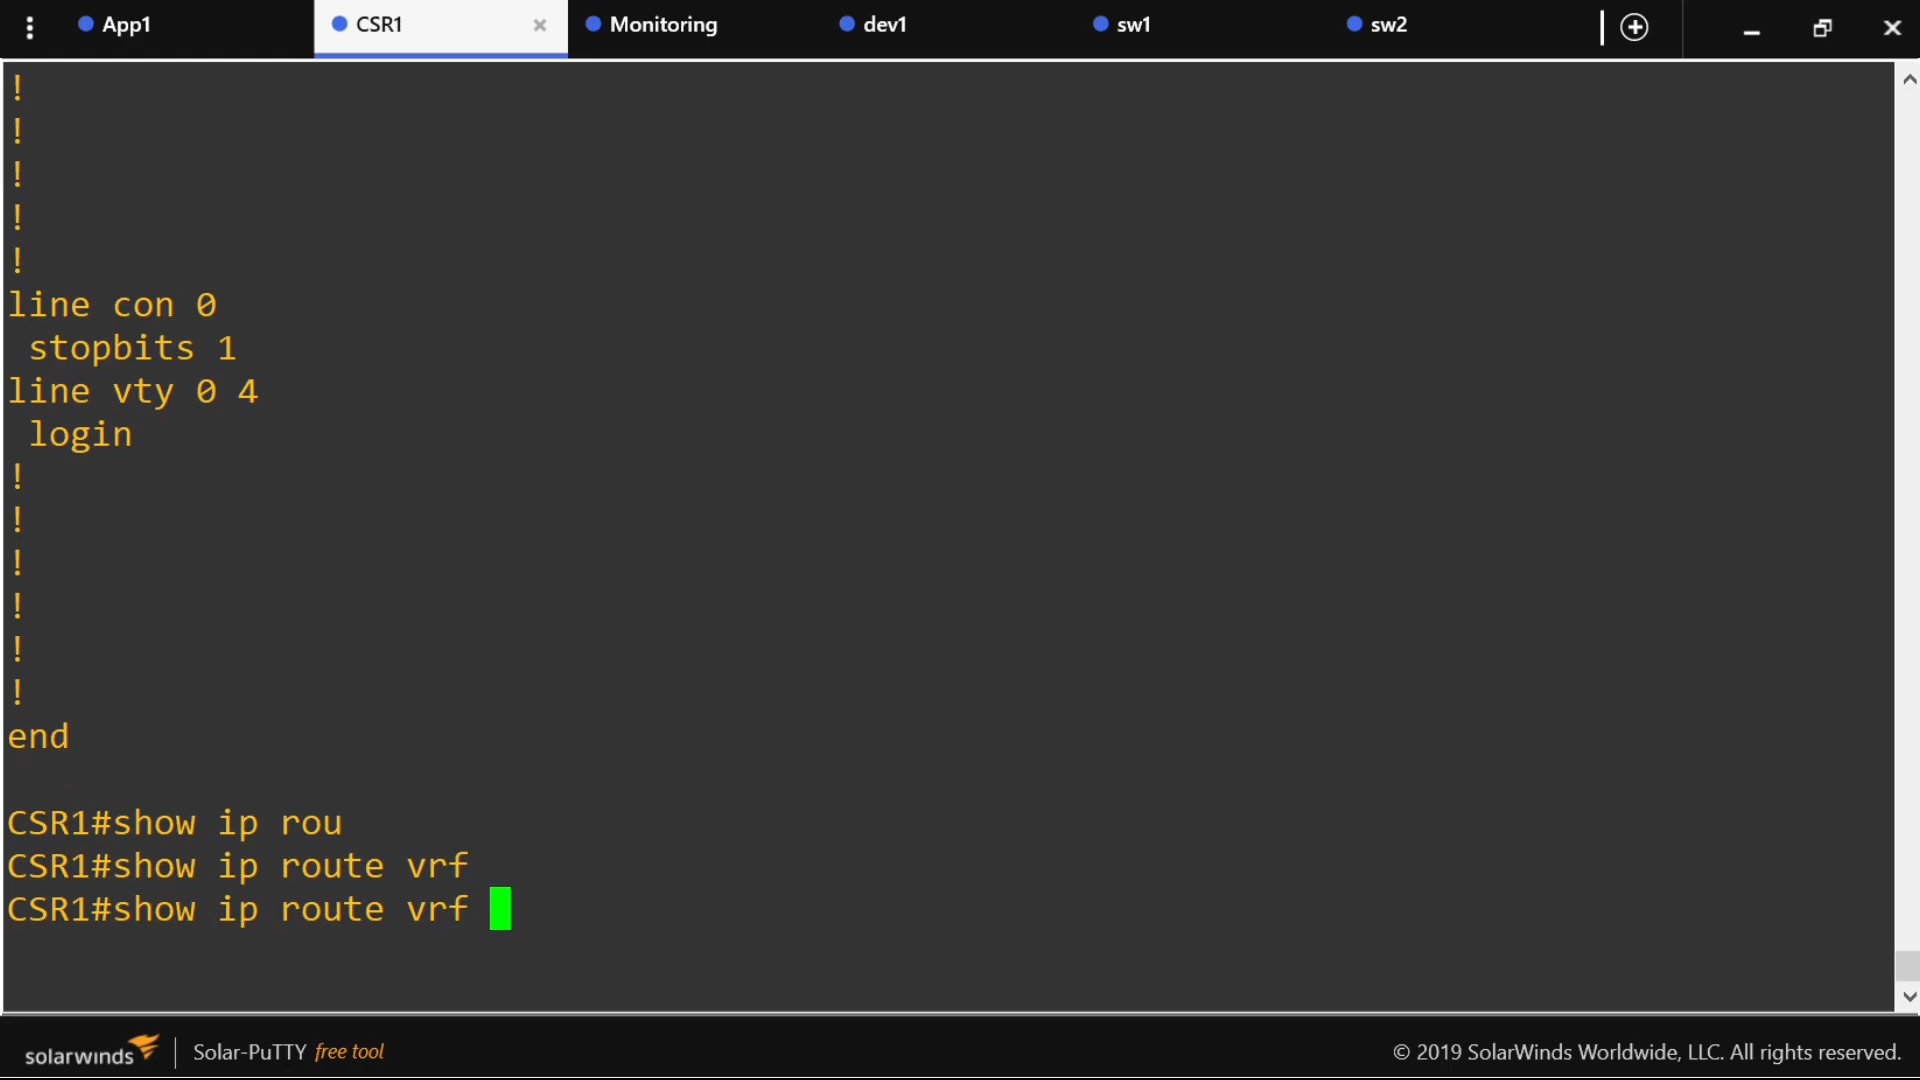 App1 CSR1 × Monitoring dev1 sw1 sw2
!
!
!
!
!
line con 0
 stopbits 1
line vty 0 4
 login
!
!
!
!
!
!
end
CSR1#show ip rou
CSR1#show ip route vrf
CSR1#show ip route vrf
solarwinds | Solar-PuTTY free tool © 2019 SolarWinds Worldwide, LLC. All rights reserved.